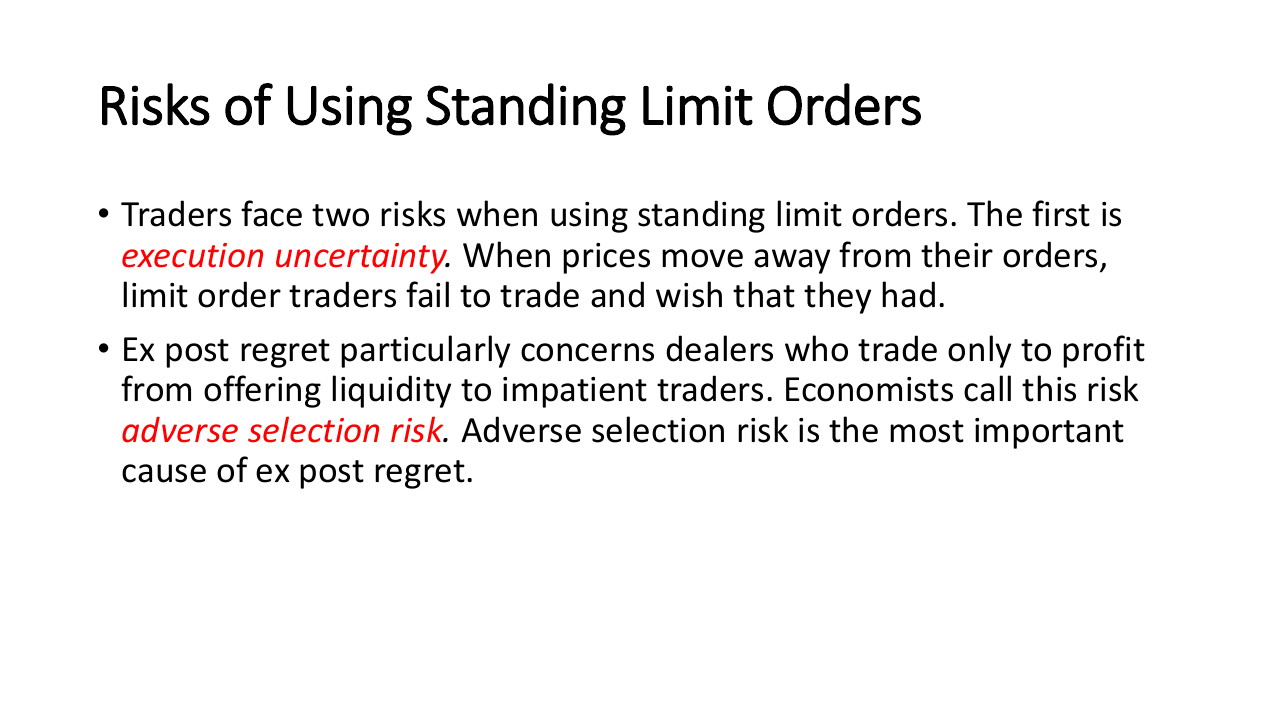 Risks of Using Standing Limit Orders
• Traders face two risks when using standing limit orders. The first is
execution uncertainty. When prices move away from their orders,
limit order traders fail to trade and wish that they had.
• Ex post regret particularly concerns dealers who trade only to profit
from offering liquidity to impatient traders. Economists call this risk
adverse selection risk. Adverse selection risk is the most important
cause of ex post regret.